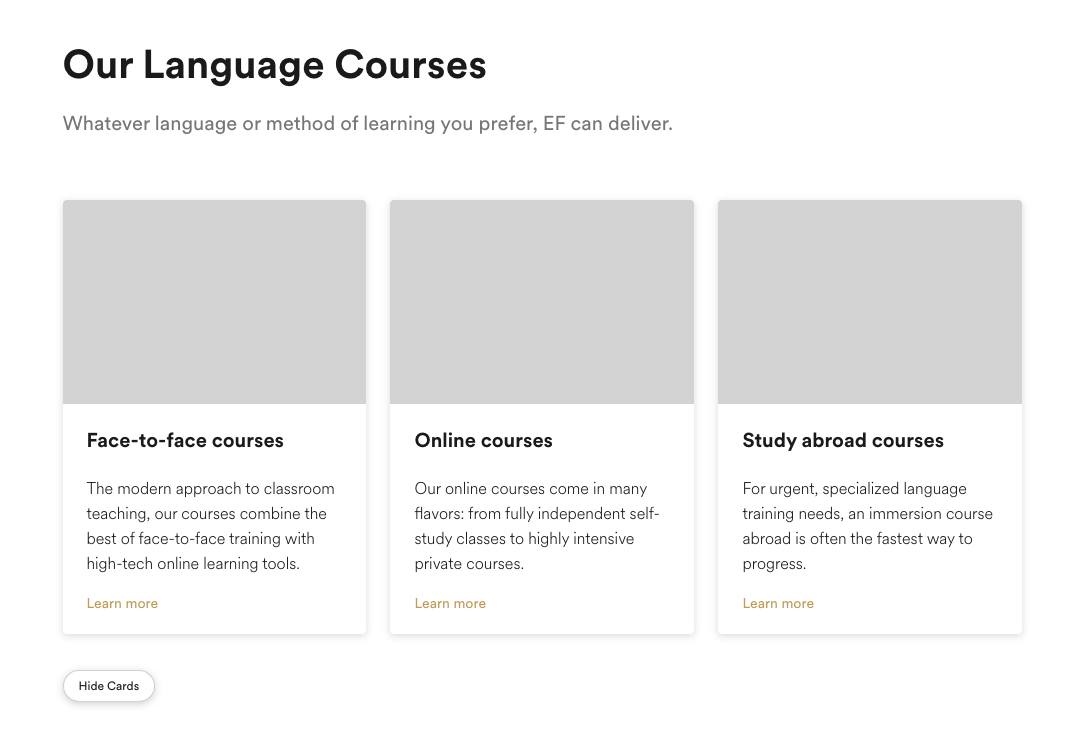 Our Language Courses
Whatever language or method of learning you prefer, EF can deliver.
Face-to-face courses
The modern approach to classroom
teaching, our courses combine the
best of face-to-face training with
high-tech online learning tools.
Learn more
Online courses
Our online courses come in many
flavors: from fully independent self-
study classes to highly intensive
private courses.
Learn more
Study abroad courses
For urgent, specialized language
training needs, an immersion course
abroad is often the fastest way to
progress.
Learn more
Hide Cards